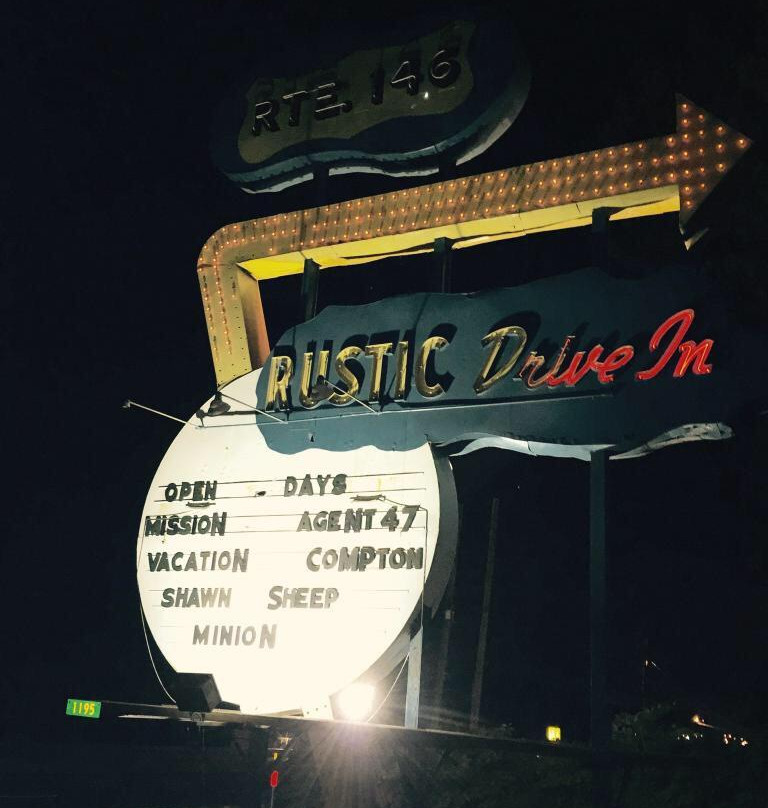 RTE. 146
RUSTIC Drive In
OPEN DAYS
MISSION AGENT 47
VACATION COMPTON
SHAWN SHEEP
MINION
1195